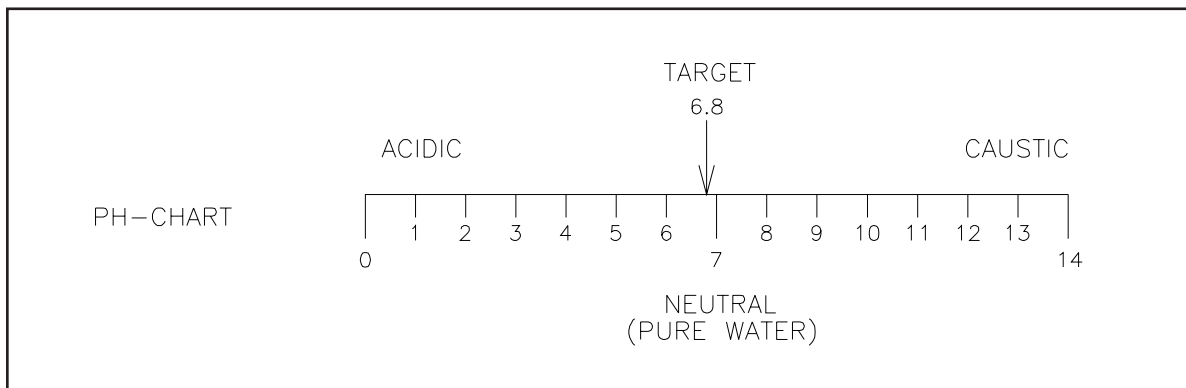 TARGET
6.8
ACIDIC CAUSTIC
PH-CHART
1 2 3 4 5 6 8 9 10 11 12 13
0 7 14
NEUTRAL
(PURE WATER)